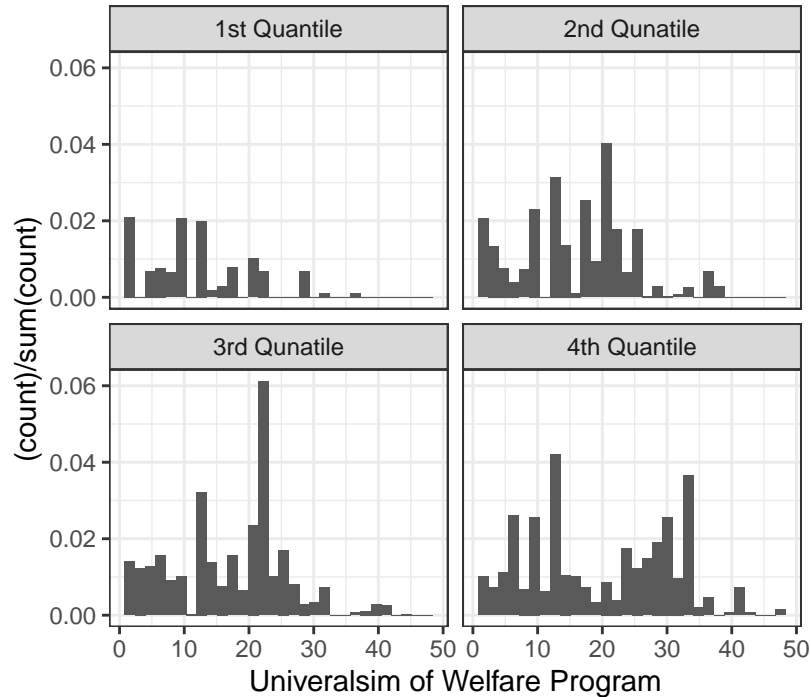 1st Quantile
2nd Qunatile
0.06
0.04
0.02
0.00
3rd Qunatile
4th Quantile
0.06
0.04
0.02
0.00
0 10 20 30 40 50
0 10 20 30 40 50
(count)/sum(count)
Univeralsim of Welfare Program